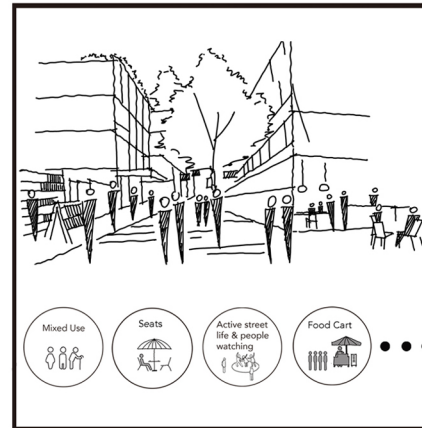 Mixed Use
Seats
Active street
life & people
watching
Food Cart